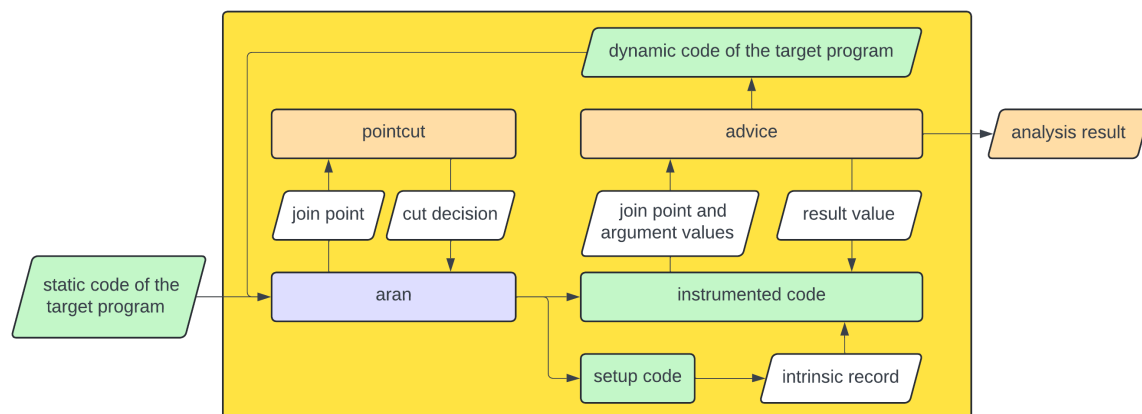 dynamic code of the target program
pointcut
advice
analysis result
join point
cut decision
join point and
argument values
result value
static code of the
target program
aran
instrumented code
setup code
intrinsic record